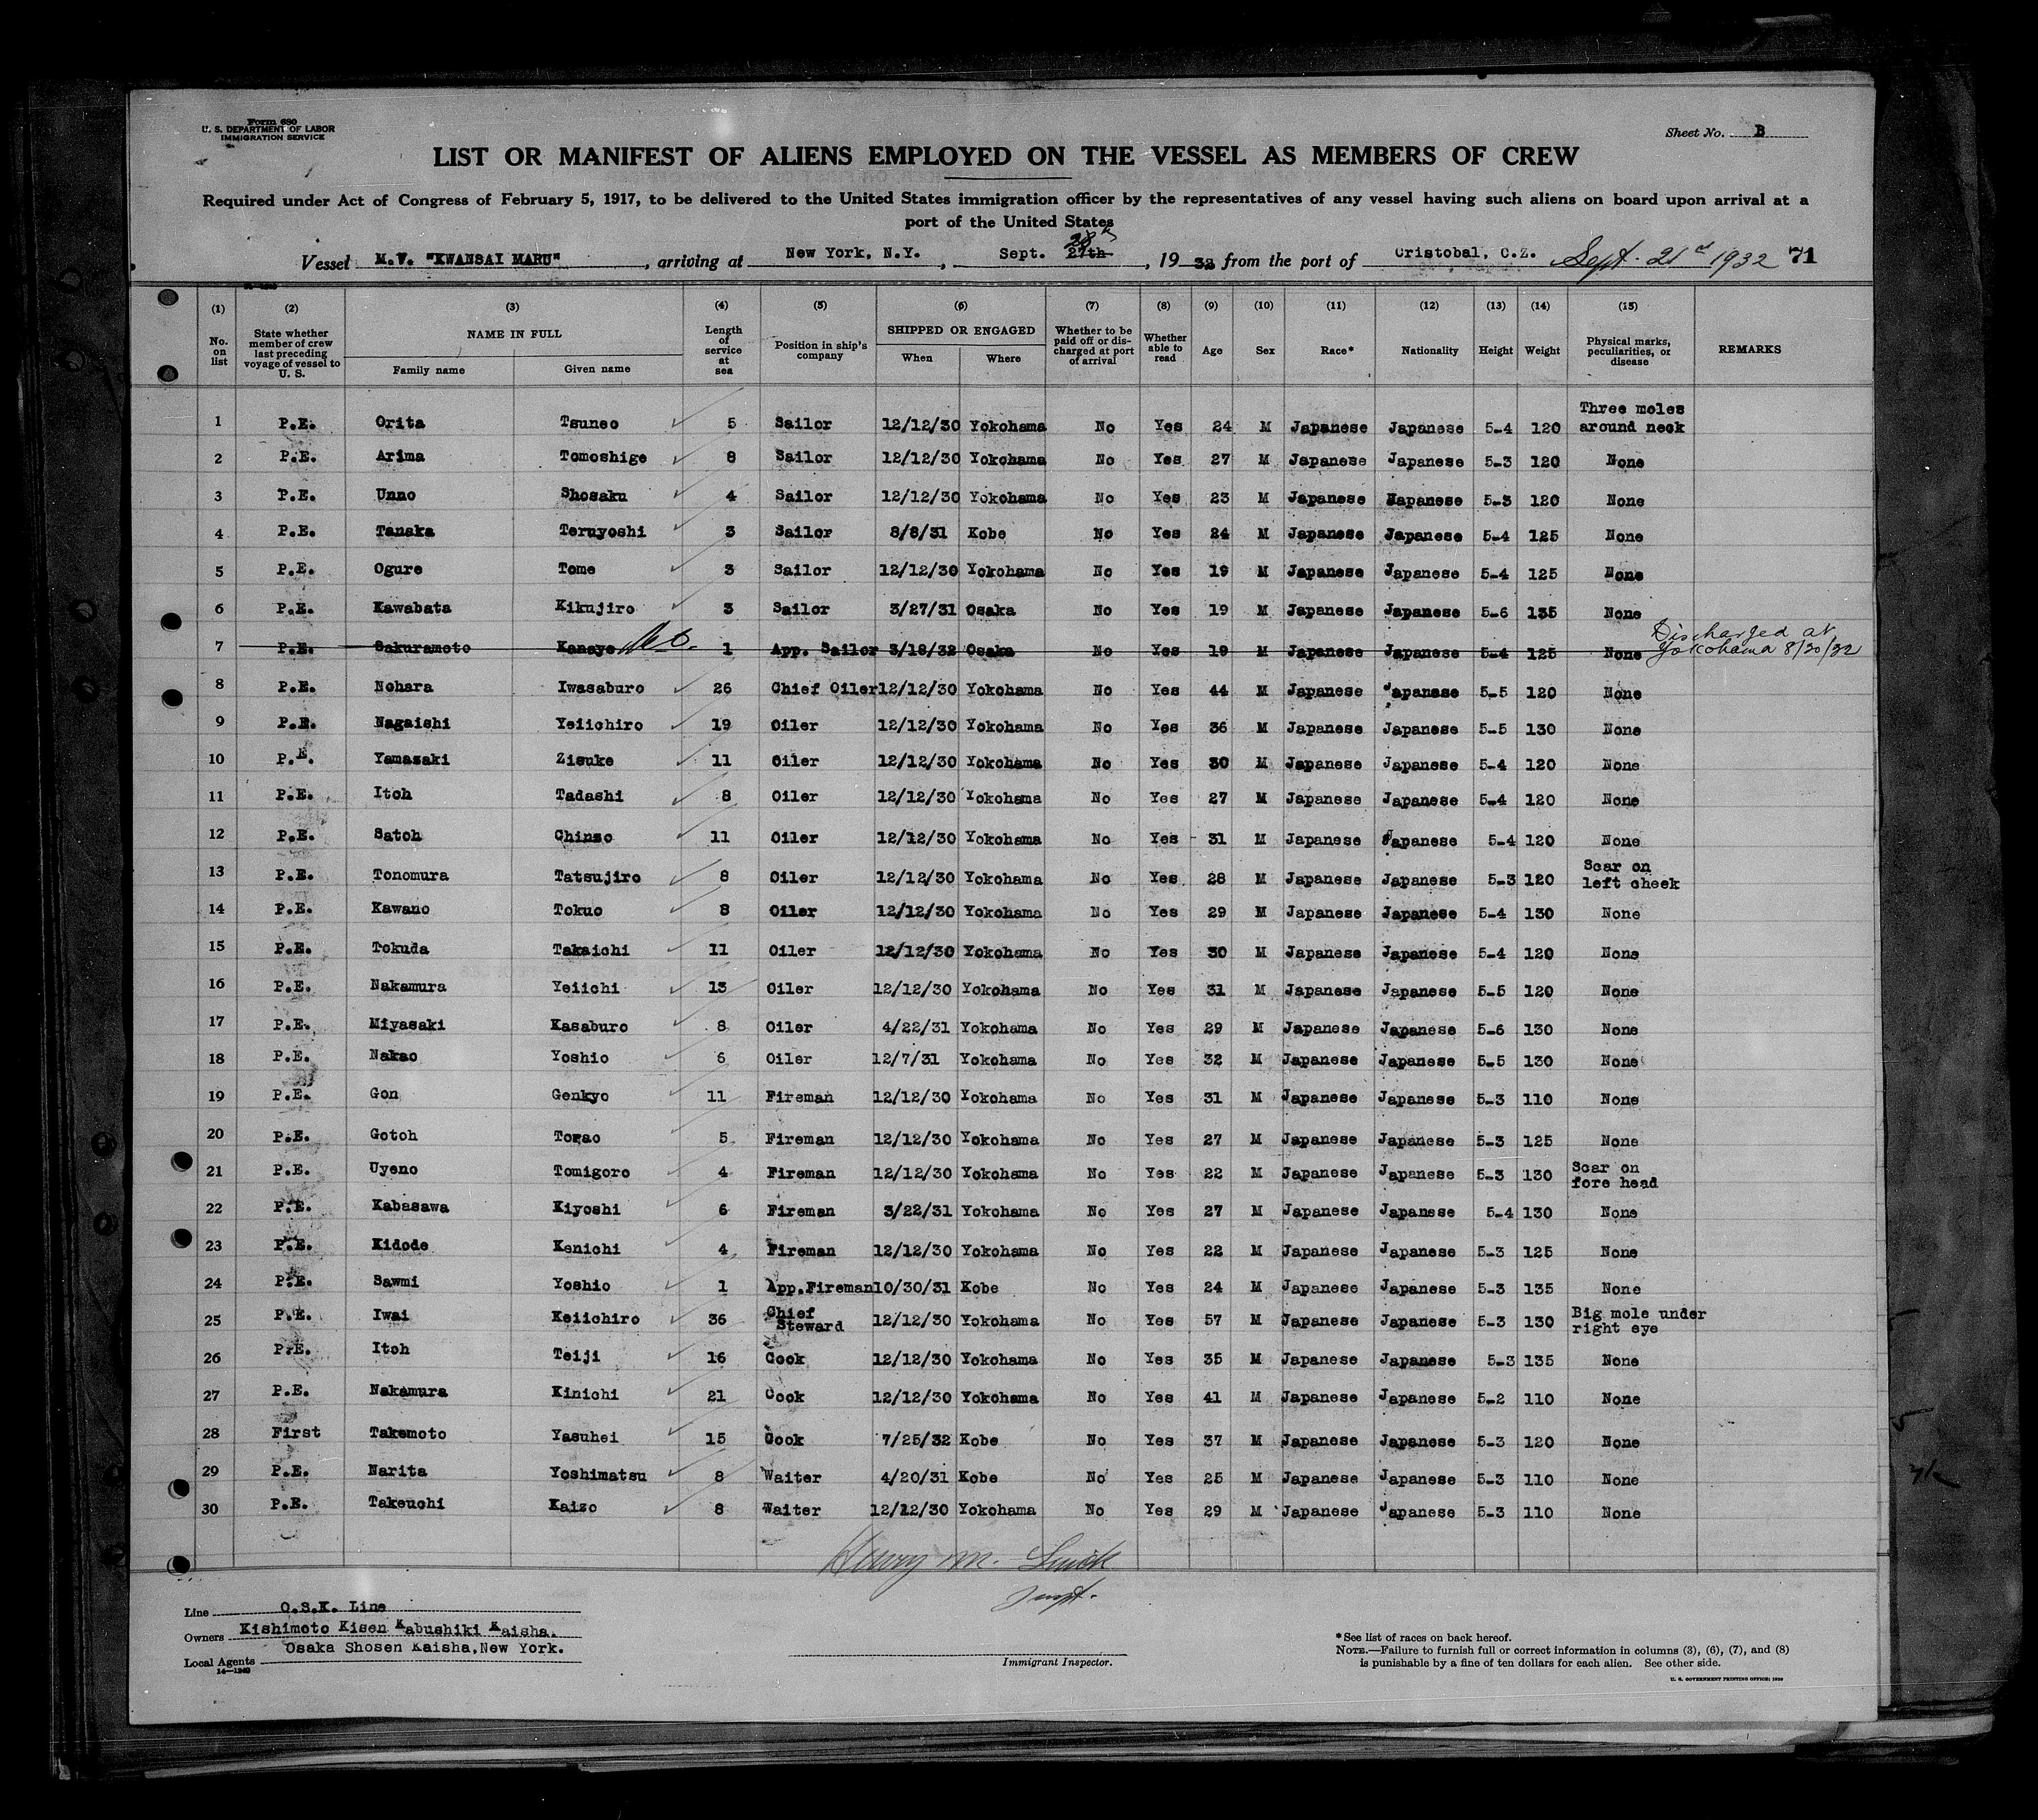 Form 680
U. S. DEPARTMENT OF LABOR
IMMIGRATION SERVICE
Sheet No. B
LIST OR MANIFEST OF ALIENS EMPLOYED ON THE VESSEL AS MEMBERS OF CREW
Required under Act of Congress of February 5, 1917, to be delivered to the United States immigration officer by the representatives of any vessel having such aliens on board upon arrival at a
port of the United States
Vessel M.V. "KWANSAI MARU", arriving at New York, N.Y., Sept. 27th 28th, 1932 from the port of Cristobal, C.Z. Sept. 21st 1932 71
(1) (2) (3) (4) (5) (6) (7) (8) (9) (10) (11) (12) (13) (14) (15)
No. on list State whether member of crew last preceding voyage of vessel to U. S. NAME IN FULL Family name Given name Length of service at sea Position in ship's company SHIPPED OR ENGAGED When Where Whether to be paid off or discharged at port of arrival Whether able to read Age Sex Race* Nationality Height Weight Physical marks, peculiarities, or disease REMARKS
1 P.E. Orita Tsuneo 5 Sailor 12/12/30 Yokohama No Yes 24 M Japanese Japanese 5-4 120 Three moles around neck
2 P.E. Arima Tomoshige 8 Sailor 12/12/30 Yokohama No Yes 27 M Japanese Japanese 5-3 120 None
3 P.E. Unno Shosaku 4 Sailor 12/12/30 Yokohama No Yes 23 M Japanese Japanese 5-3 120 None
4 P.E. Tanaka Teruyoshi 3 Sailor 8/8/31 Kobe No Yes 24 M Japanese Japanese 5-4 125 None
5 P.E. Ogure Tome 3 Sailor 12/12/30 Yokohama No Yes 19 M Japanese Japanese 5-4 125 None
6 P.E. Kawabata Kikujiro 3 Sailor 3/27/31 Osaka No Yes 19 M Japanese Japanese 5-6 135 None
7 P.E. Sakuramoto Kanayo 1 App. Sailor 3/18/32 Osaka No Yes 19 M Japanese Japanese 5-4 125 None Discharged at Yokohama 8/30/32
8 P.E. Nohara Iwasaburo 26 Chief Oiler 12/12/30 Yokohama No Yes 44 M Japanese Japanese 5-5 120 None
9 P.E. Nagaishi Yeiichiro 19 Oiler 12/12/30 Yokohama No Yes 36 M Japanese Japanese 5-5 130 None
10 P.E. Yamasaki Zisuke 11 Oiler 12/12/30 Yokohama No Yes 30 M Japanese Japanese 5-4 120 None
11 P.E. Itoh Tadashi 8 Oiler 12/12/30 Yokohama No Yes 27 M Japanese Japanese 5-4 120 None
12 P.E. Satoh Chinzo 11 Oiler 12/12/30 Yokohama No Yes 31 M Japanese Japanese 5-4 120 None
13 P.E. Tonomura Tatsujiro 8 Oiler 12/12/30 Yokohama No Yes 28 M Japanese Japanese 5-3 120 Scar on left cheek
14 P.E. Kawano Tokuo 8 Oiler 12/12/30 Yokohama No Yes 29 M Japanese Japanese 5-4 130 None
15 P.E. Tokuda Takaichi 11 Oiler 12/12/30 Yokohama No Yes 30 M Japanese Japanese 5-4 120 None
16 P.E. Nakamura Yeiichi 13 Oiler 12/12/30 Yokohama No Yes 31 M Japanese Japanese 5-5 120 None
17 P.E. Miyasaki Kasaburo 8 Oiler 4/22/31 Yokohama No Yes 29 M Japanese Japanese 5-6 130 None
18 P.E. Nakao Yoshio 6 Oiler 12/7/31 Yokohama No Yes 32 M Japanese Japanese 5-5 130 None
19 P.E. Gon Genkyo 11 Fireman 12/12/30 Yokohama No Yes 31 M Japanese Japanese 5-3 110 None
20 P.E. Gotoh Torao 5 Fireman 12/12/30 Yokohama No Yes 27 M Japanese Japanese 5-3 125 None
21 P.E. Uyeno Tomigoro 4 Fireman 12/12/30 Yokohama No Yes 22 M Japanese Japanese 5-3 130 Scar on fore head
22 P.E. Kabasawa Kiyoshi 6 Fireman 3/22/31 Yokohama No Yes 27 M Japanese Japanese 5-4 130 None
23 P.E. Kidode Kenichi 4 Fireman 12/12/30 Yokohama No Yes 22 M Japanese Japanese 5-3 125 None
24 P.E. Sawmi Yoshio 1 App.Fireman 10/30/31 Kobe No Yes 24 M Japanese Japanese 5-3 135 None
25 P.E. Iwai Keiichiro 36 Chief Steward 12/12/30 Yokohama No Yes 57 M Japanese Japanese 5-3 130 Big mole under right eye
26 P.E. Itoh Teiji 16 Cook 12/12/30 Yokohama No Yes 35 M Japanese Japanese 5-3 135 None
27 P.E. Nakamura Kinichi 21 Cook 12/12/30 Yokohama No Yes 41 M Japanese Japanese 5-2 110 None
28 First Takemoto Yasuhei 15 Cook 7/25/32 Kobe No Yes 37 M Japanese Japanese 5-3 120 None
29 P.E. Narita Yoshimatsu 8 Waiter 4/20/31 Kobe No Yes 25 M Japanese Japanese 5-3 110 None
30 P.E. Takeuchi Kaizo 8 Waiter 12/12/30 Yokohama No Yes 29 M Japanese Japanese 5-3 110 None
Henry M.
Inspt.
Line O.S.K. Line
Owners Kishimoto Kisen Kabushiki Kaisha.
Osaka Shosen Kaisha, New York.
Local Agents
14—1240
Immigrant Inspector.
*See list of races on back hereof.
NOTE.—Failure to furnish full or correct information in columns (3), (6), (7), and (8)
is punishable by a fine of ten dollars for each alien. See other side.